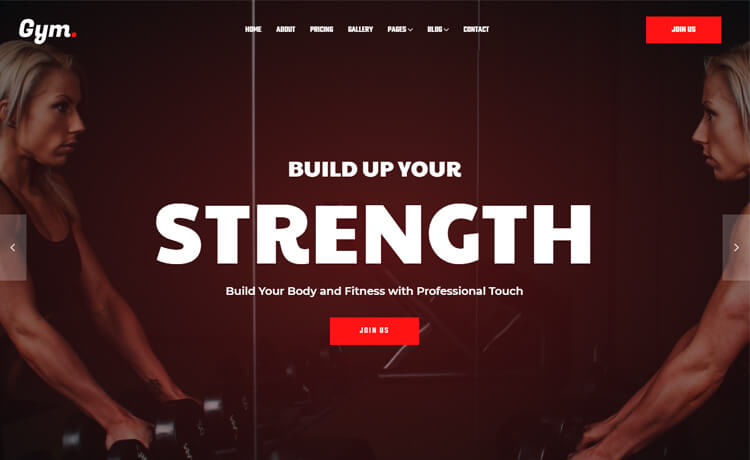 Gym.
HOME ABOUT PRICING GALLERY PAGES BLOG CONTACT
JOIN US
BUILD UP YOUR
STRENGTH
Build Your Body and Fitness with Professional Touch
JOIN US